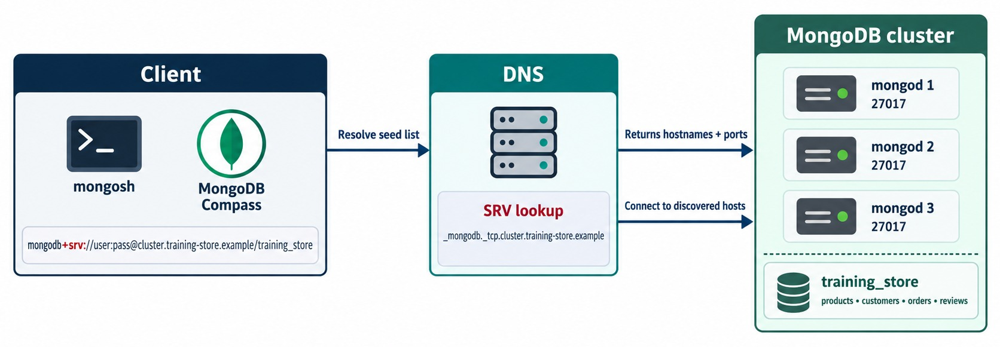 Client
mongosh
MongoDB
Compass
mongodb+srv://user:pass@cluster.training-store.example/training_store
Resolve seed list
DNS
SRV lookup
_mongodb._tcp.cluster.training-store.example
Returns hostnames + ports
Connect to discovered hosts
MongoDB cluster
mongod 1
27017
mongod 2
27017
mongod 3
27017
training_store
products • customers • orders • reviews